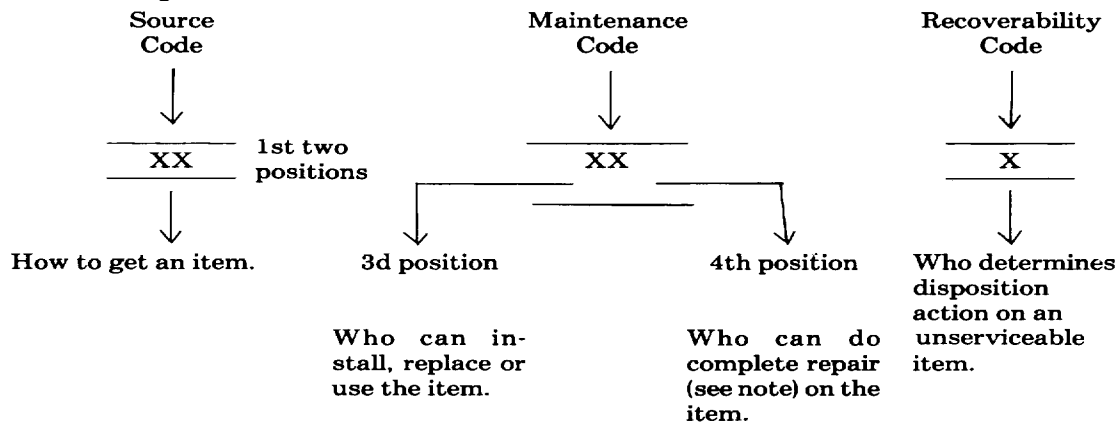 Source
Code
Maintenance
Code
Recoverability
Code
XX
1st two
positions
XX
X
How to get an item.
3d position
4th position
Who determines
disposition
action on an
unserviceable
item.
Who can in-
stall, replace or
use the item.
Who can do
complete repair
(see note) on the
item.